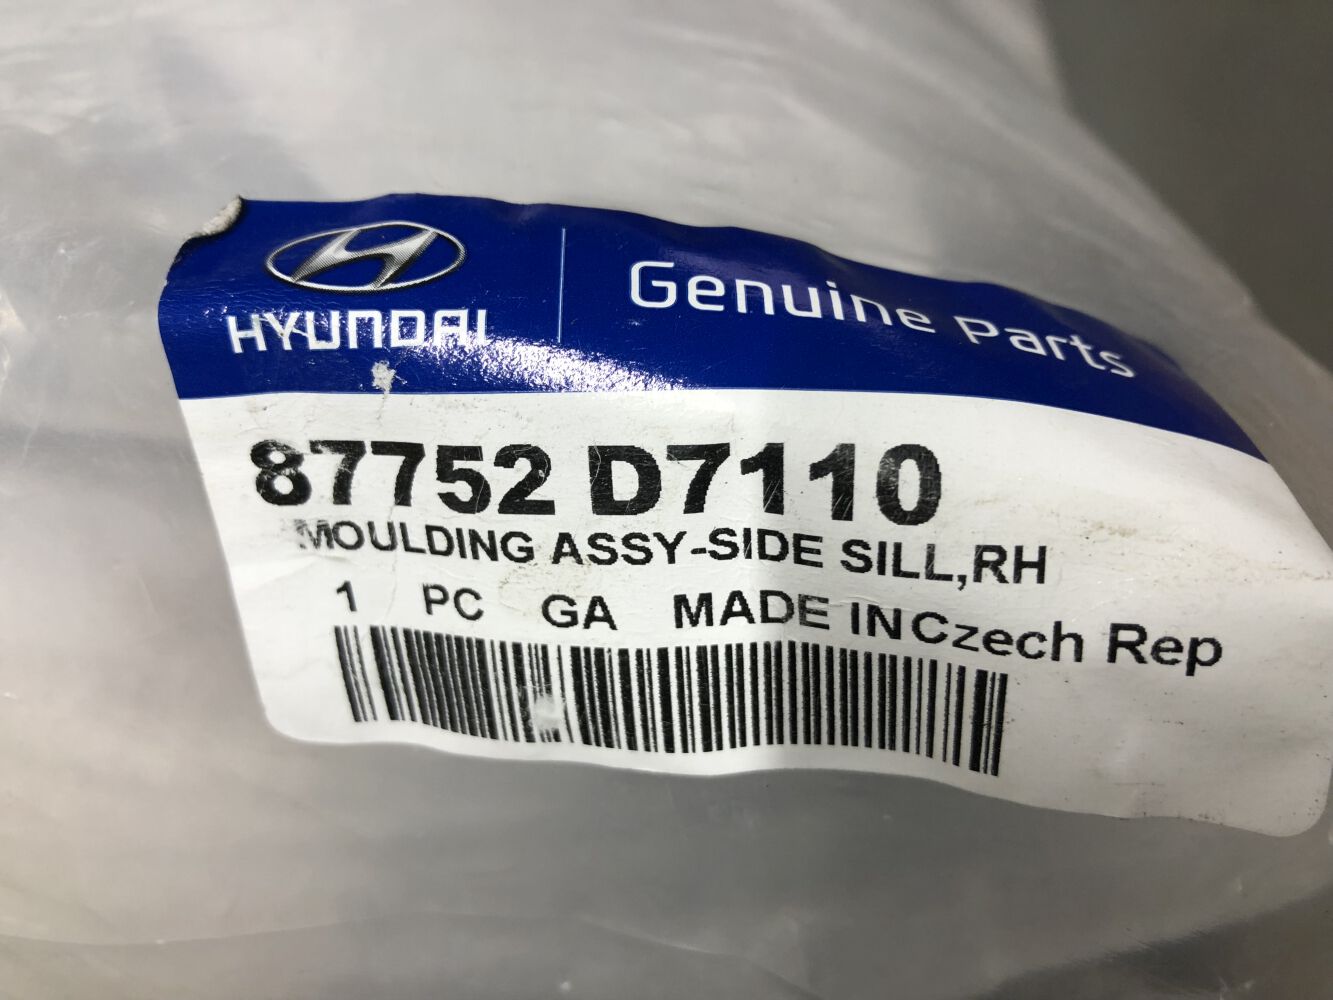 HYUNDAI
Genuine Parts
87752 D7110
MOULDING ASSY-SIDE SILL,RH
1 PC GA MADE IN Czech Rep